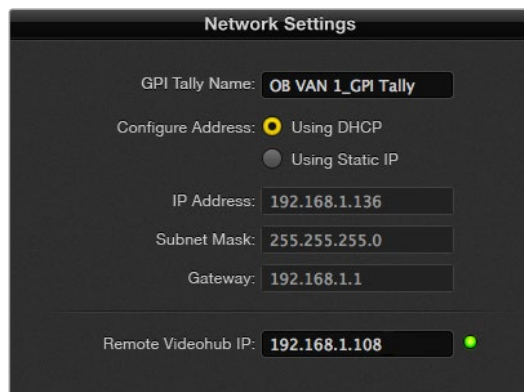 Network Settings
GPI Tally Name: OB VAN 1_GPI Tally
Configure Address: Using DHCP
Using Static IP
IP Address: 192.168.1.136
Subnet Mask: 255.255.255.0
Gateway: 192.168.1.1
Remote Videohub IP: 192.168.1.108